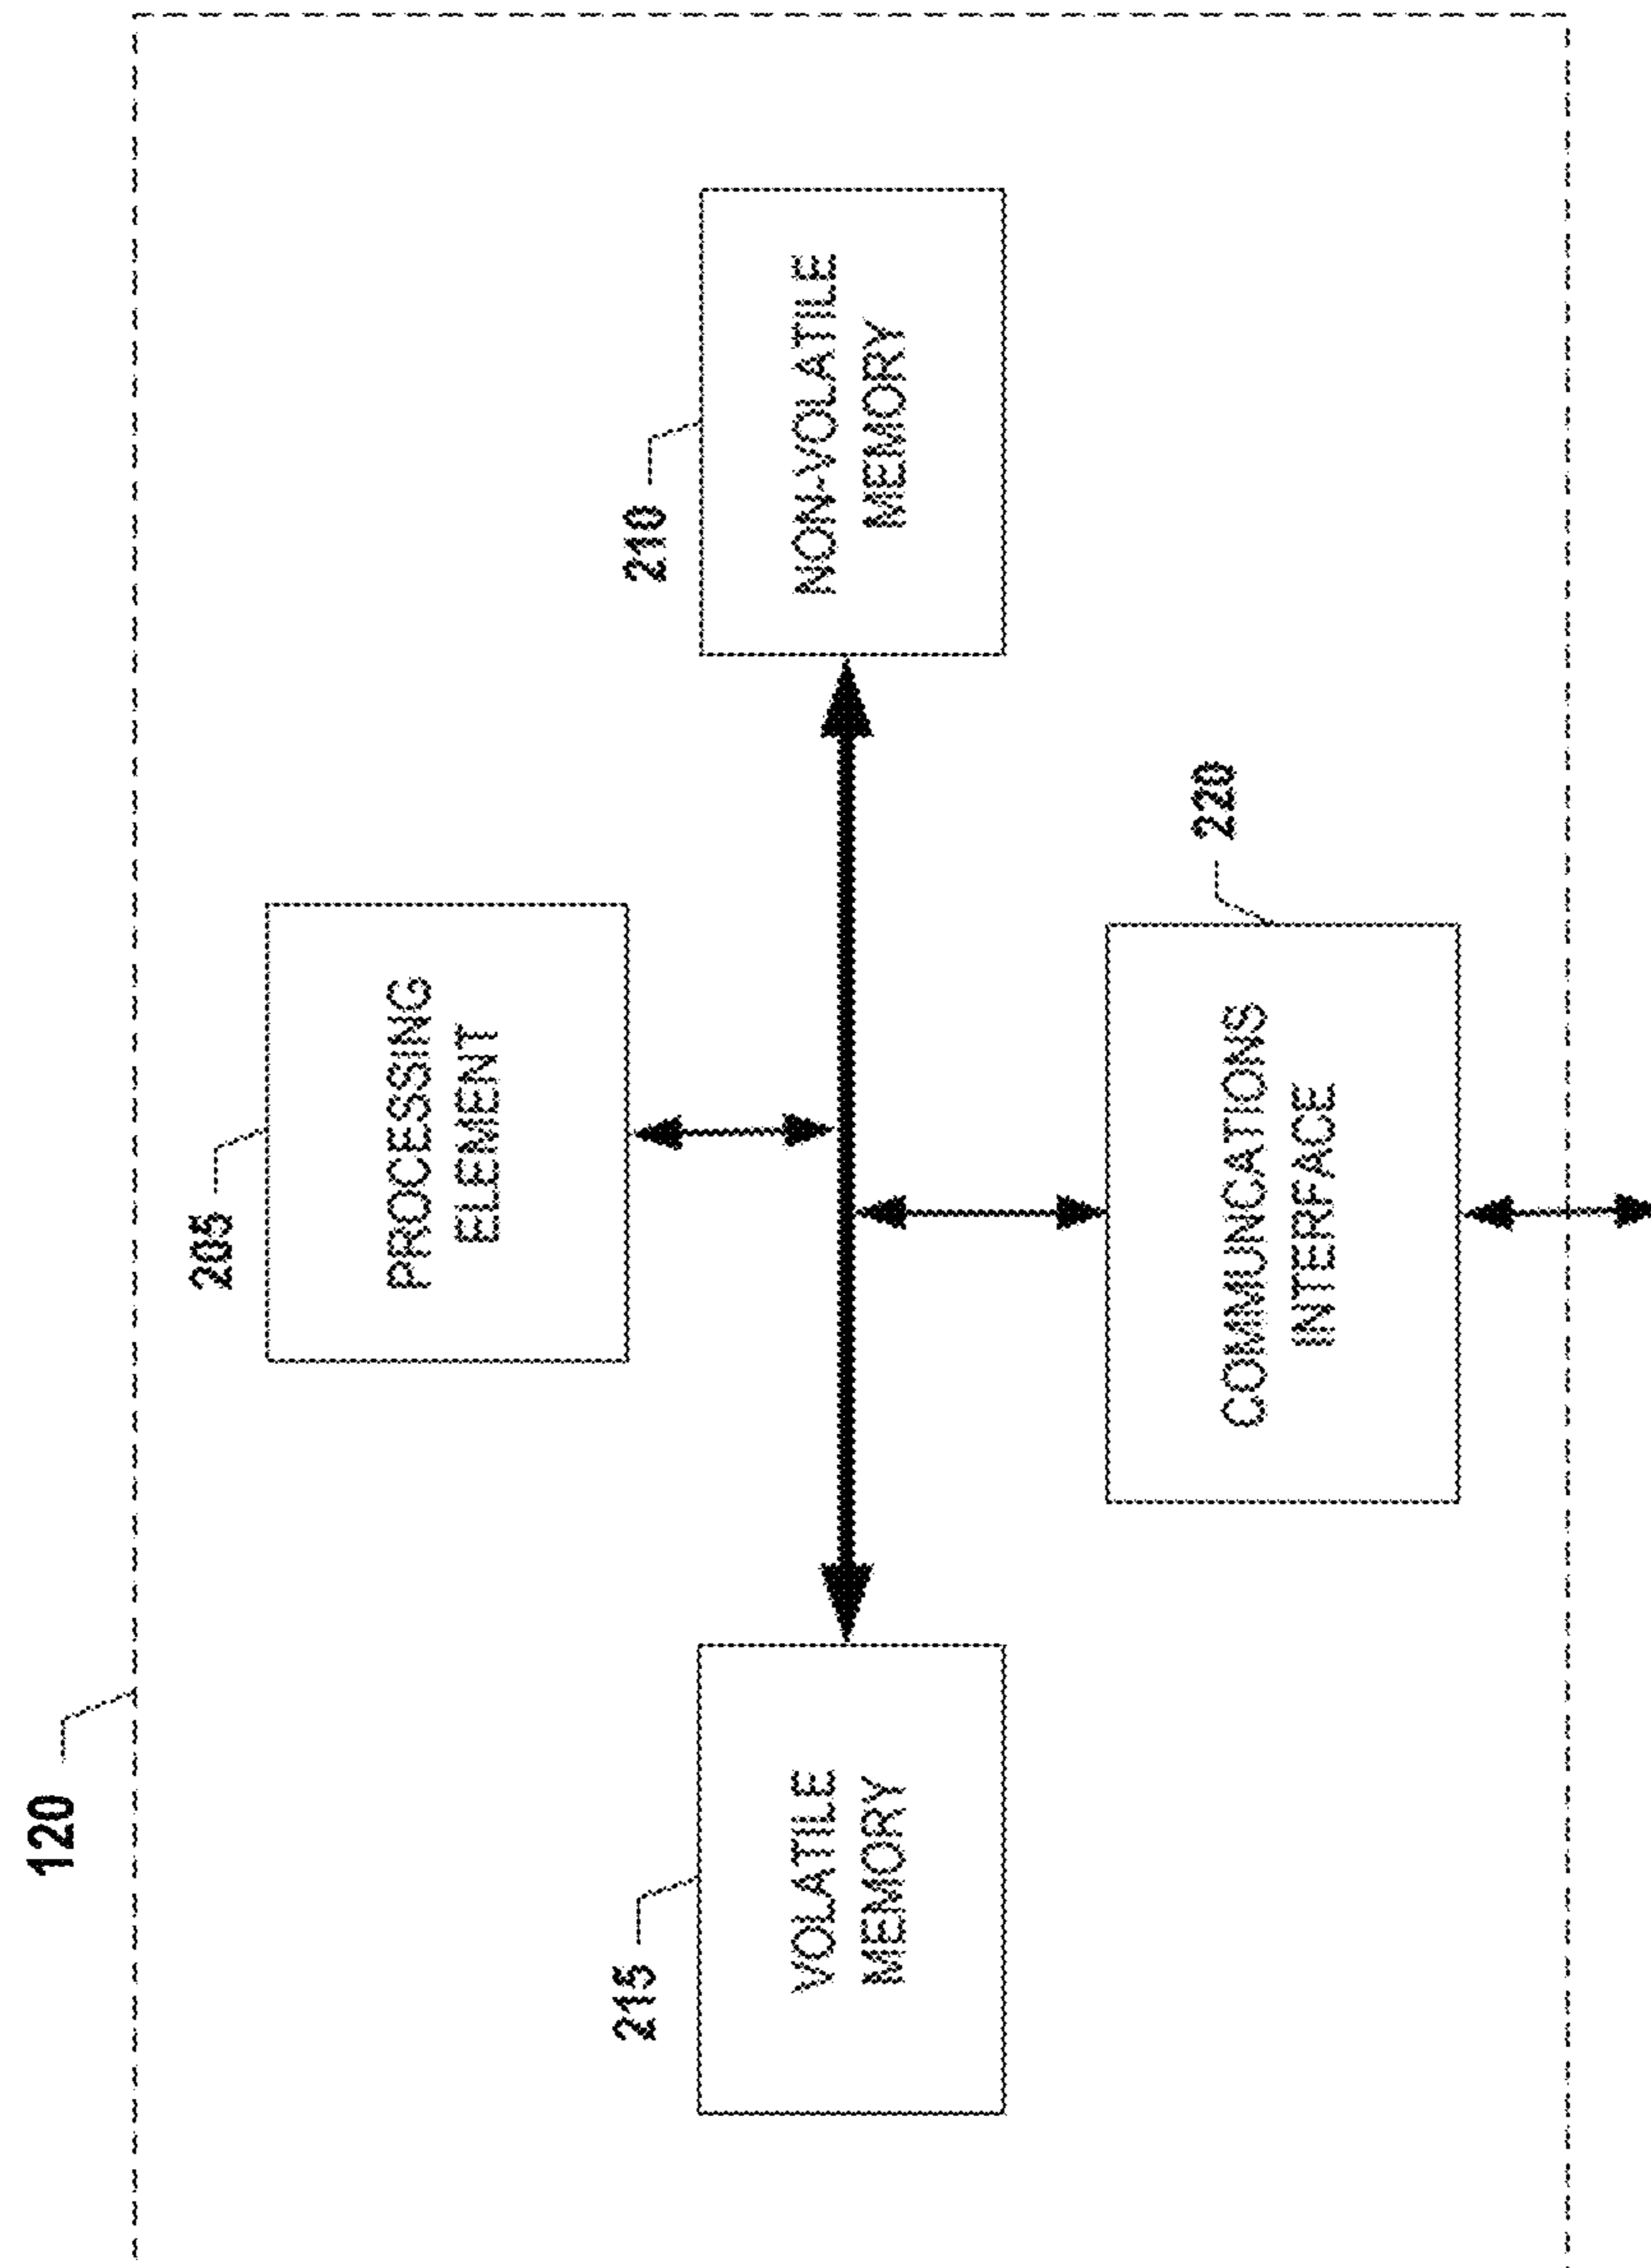 120
205
PROCESSING
ELEMENT
215
VOLATILE
MEMORY
210
NON-VOLATILE
MEMORY
220
COMMUNCATIONS
INTERFACE